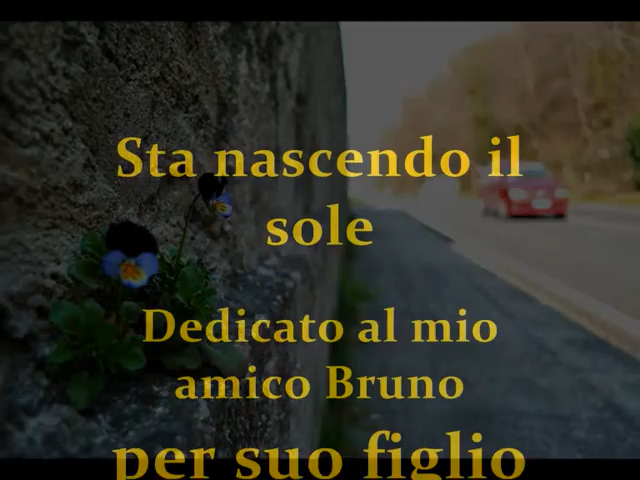 Sta nascendo il
sole
Dedicato al mio
amico Bruno
per suo figlio